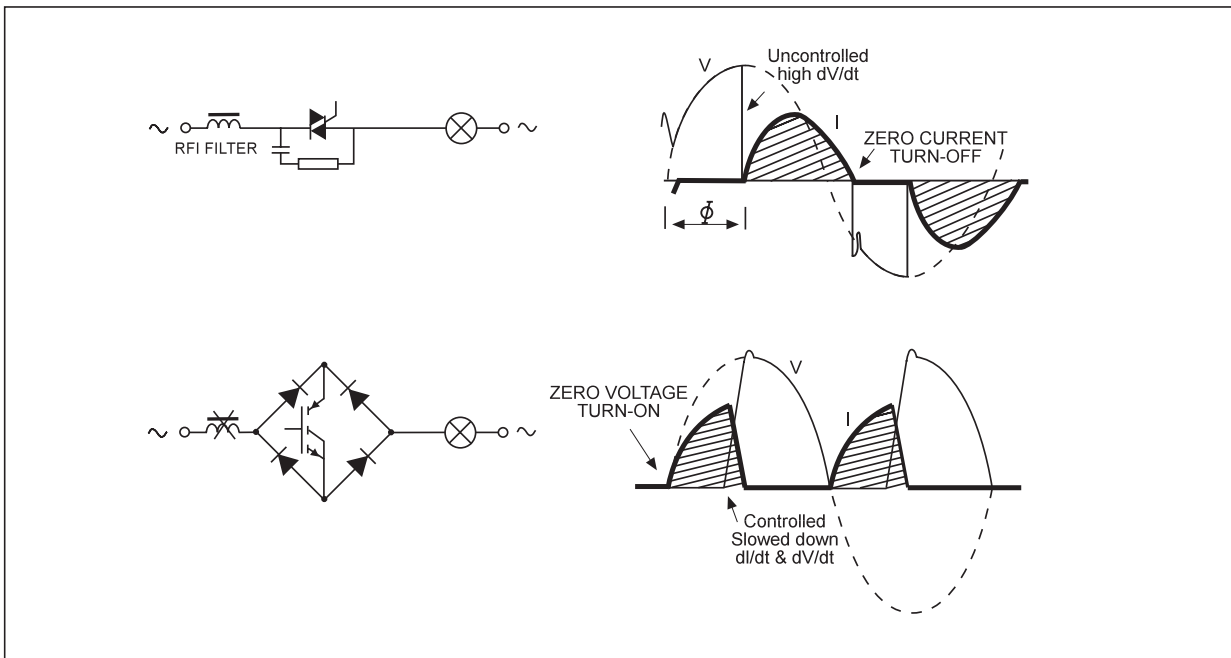 V
Uncontrolled
high dV/dt
I
ZERO CURRENT
TURN-OFF
∼
∼
RFI FILTER
ϕ
ZERO VOLTAGE
TURN-ON
V
I
∼
∼
Controlled
Slowed down
dI/dt & dV/dt